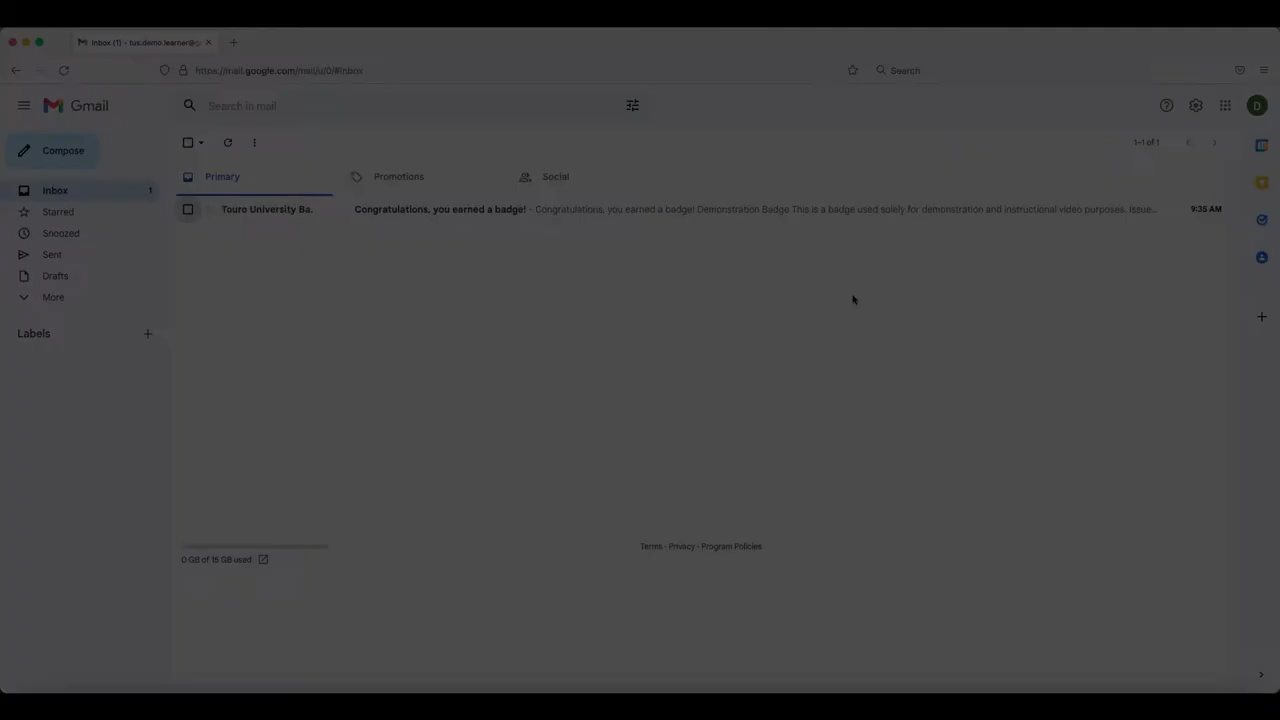 Inbox (1) - tus.demo.learner@g
https://mail.google.com/mail/u/0/#inbox
Search
Gmail
Search in mail
D
Compose
1-1 of 1
Primary
Promotions
Social
Inbox
1
Touro University Ba.
Congratulations, you earned a badge! - Congratulations, you earned a badge! Demonstration Badge This is a badge used solely for demonstration and instructional video purposes. Issue...
9:35 AM
Starred
Snoozed
Sent
Drafts
More
Labels
Terms · Privacy · Program Policies
0 GB of 15 GB used